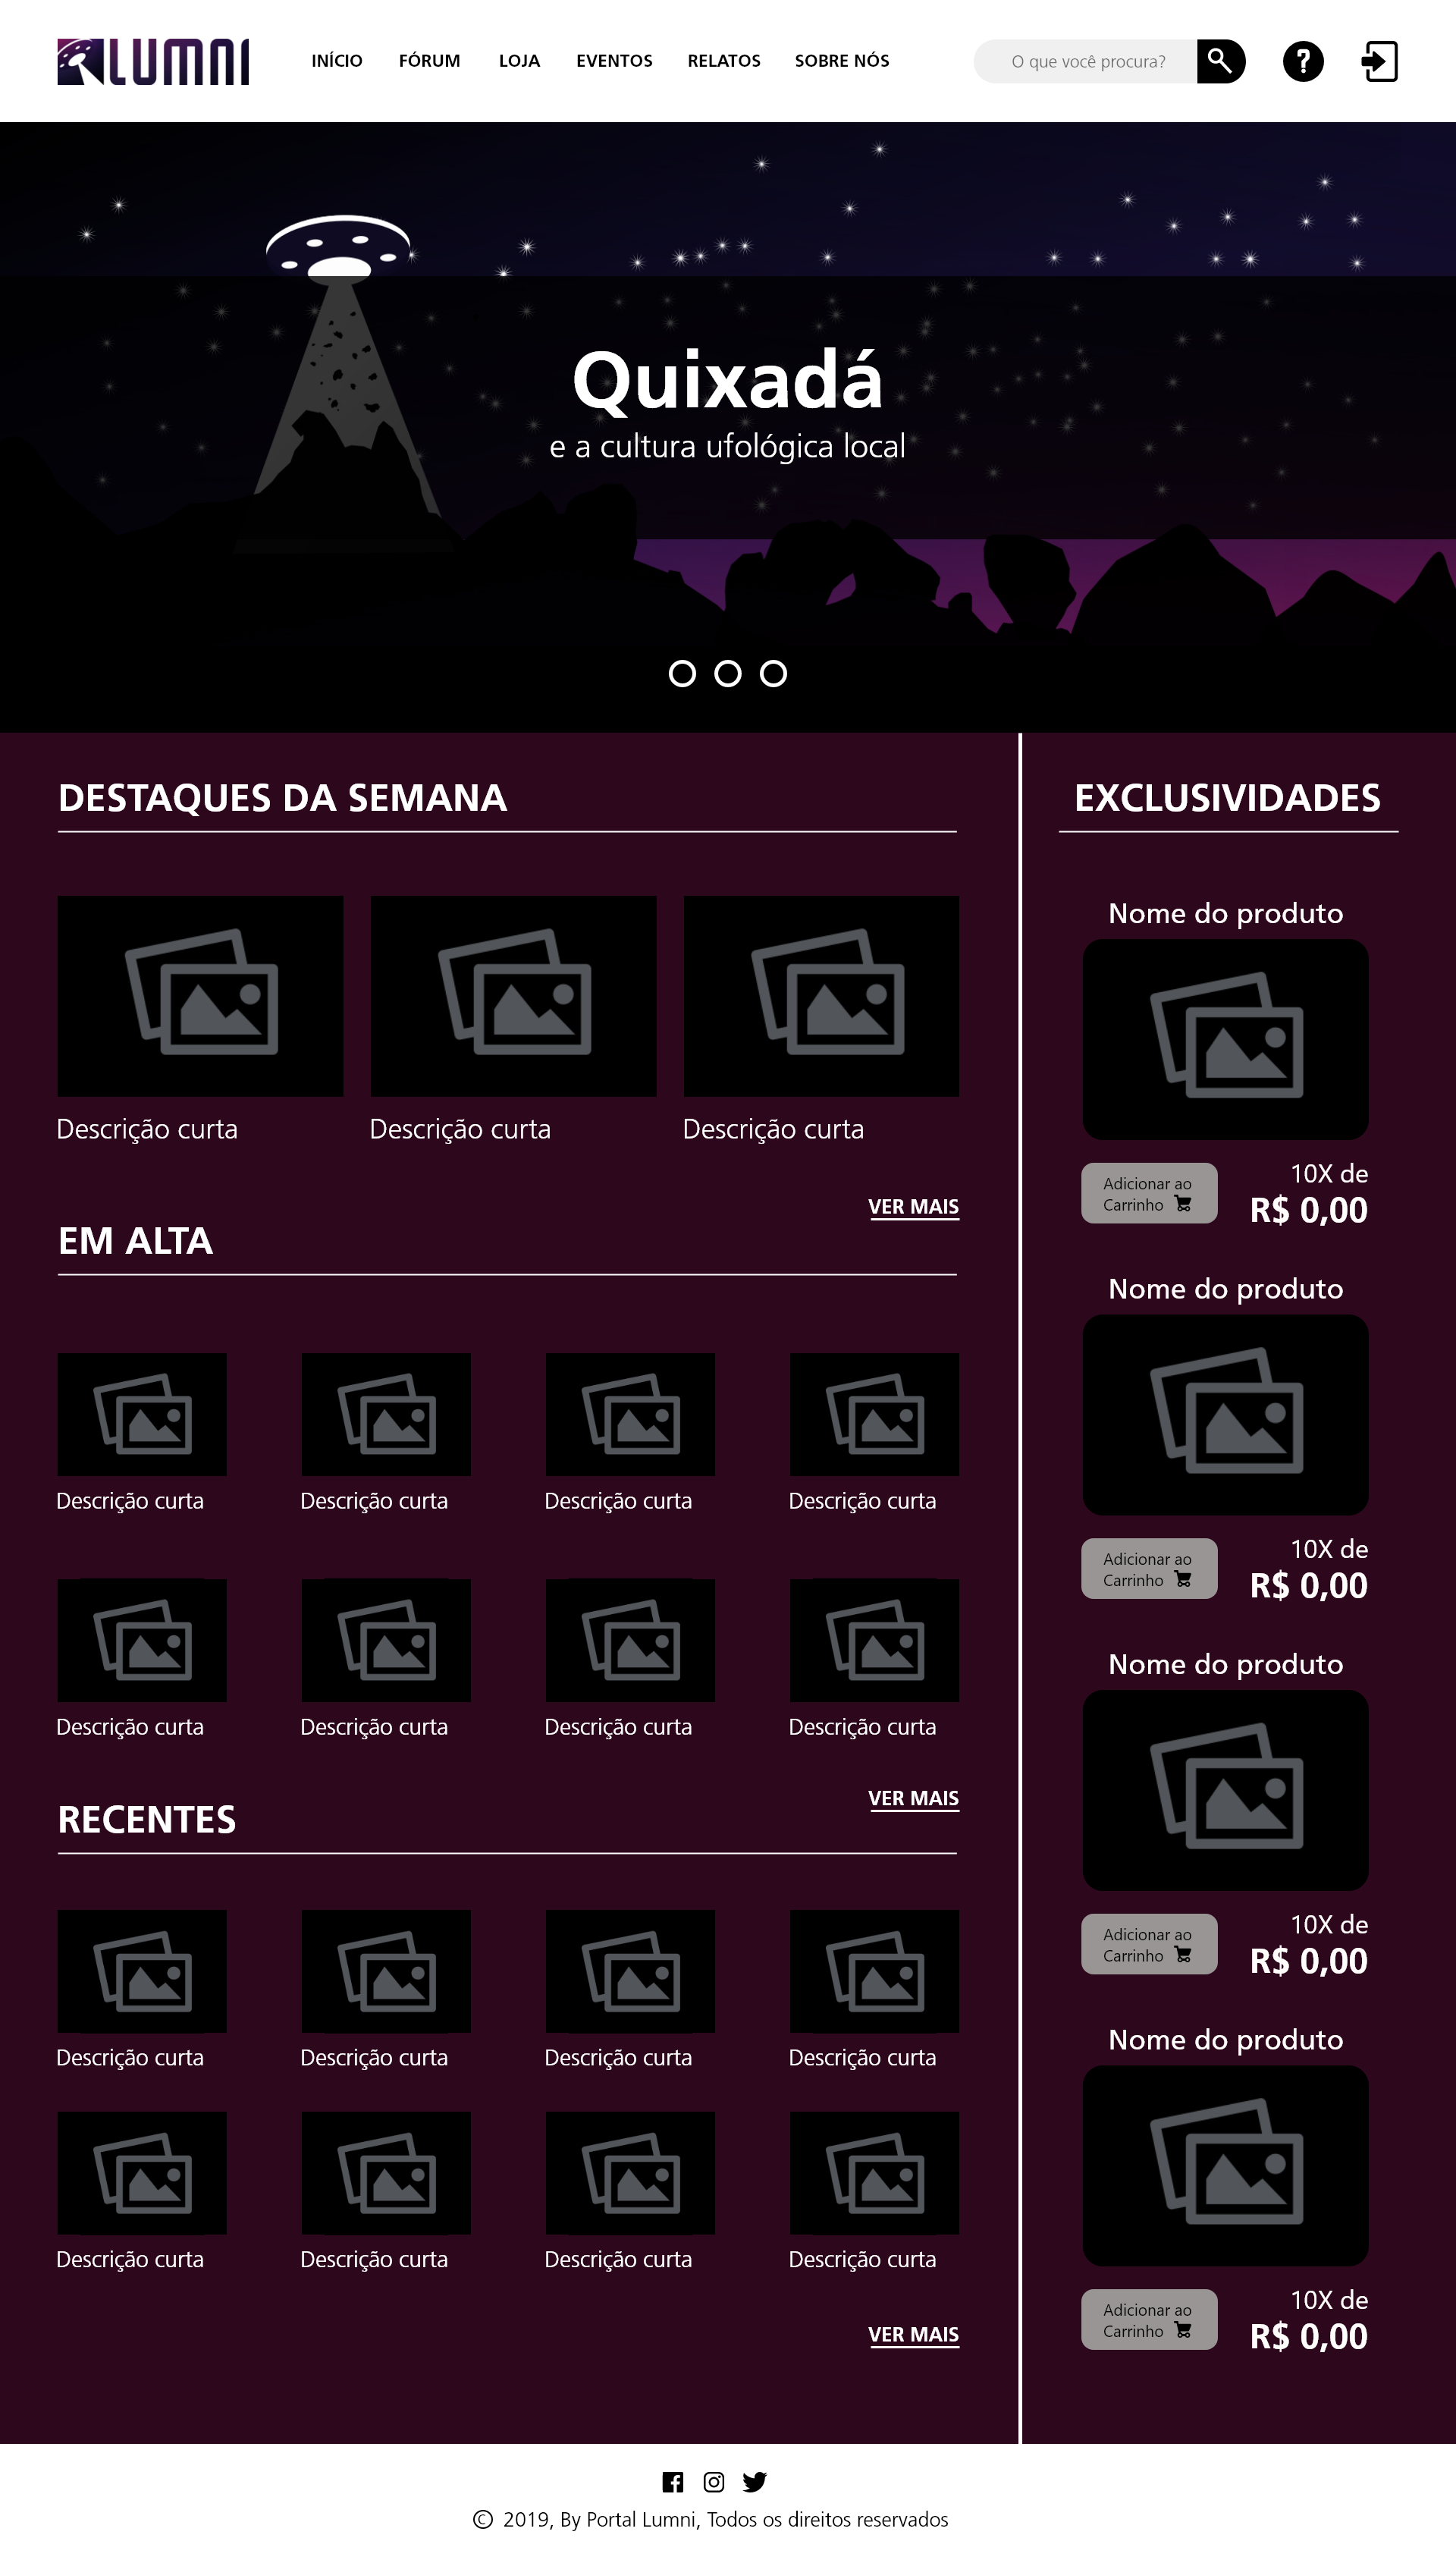 LUMNI
INÍCIO FÓRUM LOJA EVENTOS RELATOS SOBRE NÓS
O que você procura?
?
Quixadá
e a cultura ufológica local
DESTAQUES DA SEMANA
Descrição curta Descrição curta Descrição curta
VER MAIS
EM ALTA
Descrição curta Descrição curta Descrição curta Descrição curta
Descrição curta Descrição curta Descrição curta Descrição curta
VER MAIS
RECENTES
Descrição curta Descrição curta Descrição curta Descrição curta
Descrição curta Descrição curta Descrição curta Descrição curta
VER MAIS
EXCLUSIVIDADES
Nome do produto
Adicionar ao
Carrinho
10X de
R$ 0,00
Nome do produto
Adicionar ao
Carrinho
10X de
R$ 0,00
Nome do produto
Adicionar ao
Carrinho
10X de
R$ 0,00
Nome do produto
Adicionar ao
Carrinho
10X de
R$ 0,00
© 2019, By Portal Lumni, Todos os direitos reservados